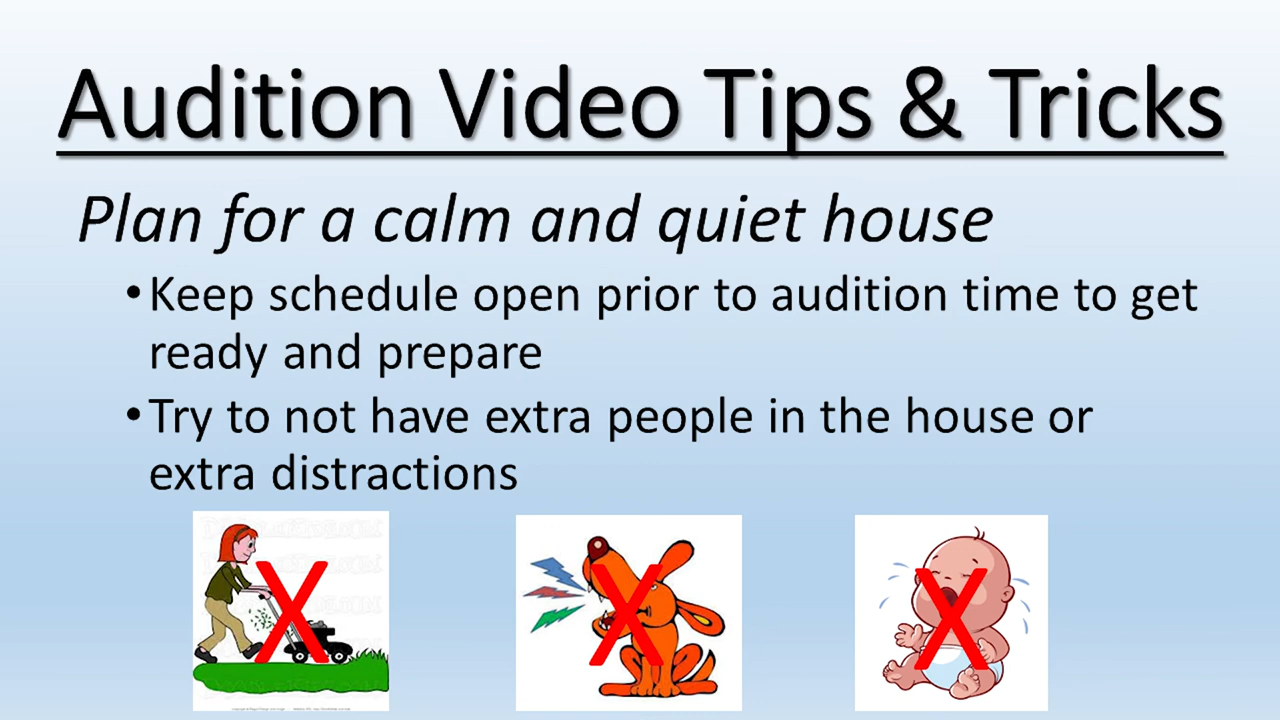 Audition Video Tips & Tricks
Plan for a calm and quiet house
•Keep schedule open prior to audition time to get
ready and prepare
•Try to not have extra people in the house or
extra distractions
X X X